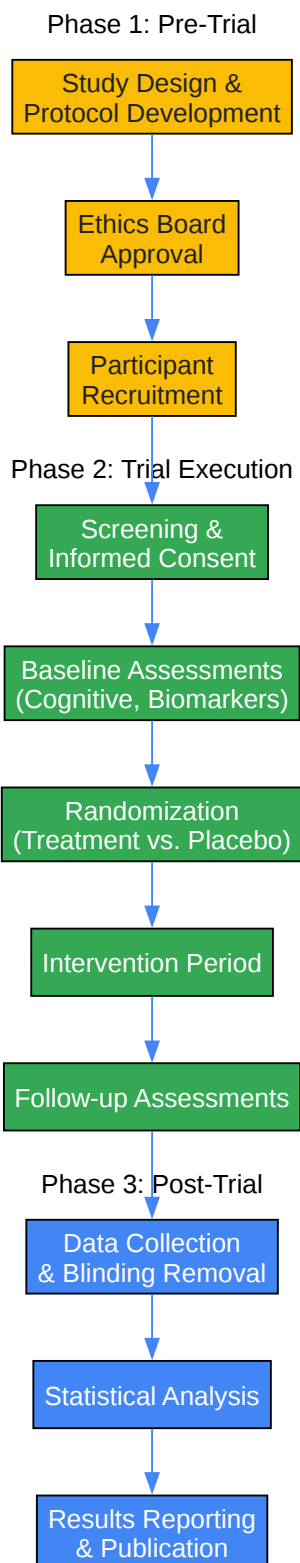 Phase 1: Pre-Trial
Study Design &
Protocol Development
Ethics Board
Approval
Participant
Recruitment
Phase 2: Trial Execution
Screening &
Informed Consent
Baseline Assessments
(Cognitive, Biomarkers)
Randomization
(Treatment vs. Placebo)
Intervention Period
Follow-up Assessments
Phase 3: Post-Trial
Data Collection
& Blinding Removal
Statistical Analysis
Results Reporting
& Publication